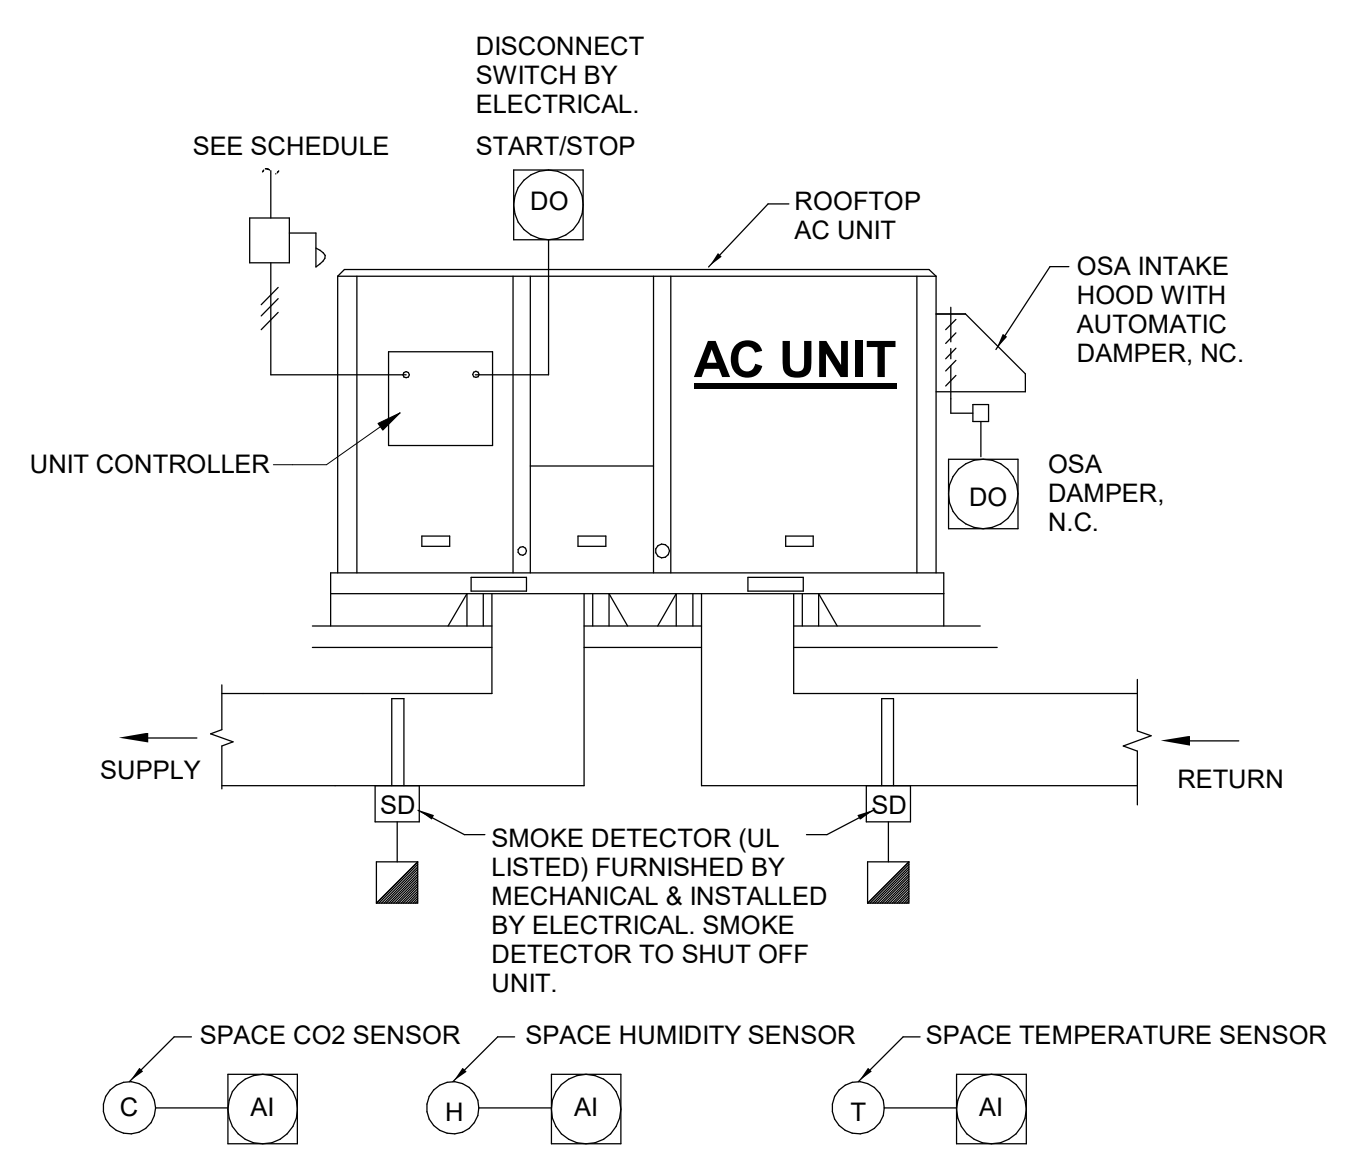 DISCONNECT
SWITCH BY
ELECTRICAL.
SEE SCHEDULE
START/STOP
DO
ROOFTOP
AC UNIT
OSA INTAKE
HOOD WITH
AUTOMATIC
DAMPER, NC.
AC UNIT
UNIT CONTROLLER
DO
OSA
DAMPER,
N.C.
SUPPLY
RETURN
SD
SD
SMOKE DETECTOR (UL
LISTED) FURNISHED BY
MECHANICAL & INSTALLED
BY ELECTRICAL. SMOKE
DETECTOR TO SHUT OFF
UNIT.
SPACE CO2 SENSOR
C
AI
SPACE HUMIDITY SENSOR
H
AI
SPACE TEMPERATURE SENSOR
T
AI